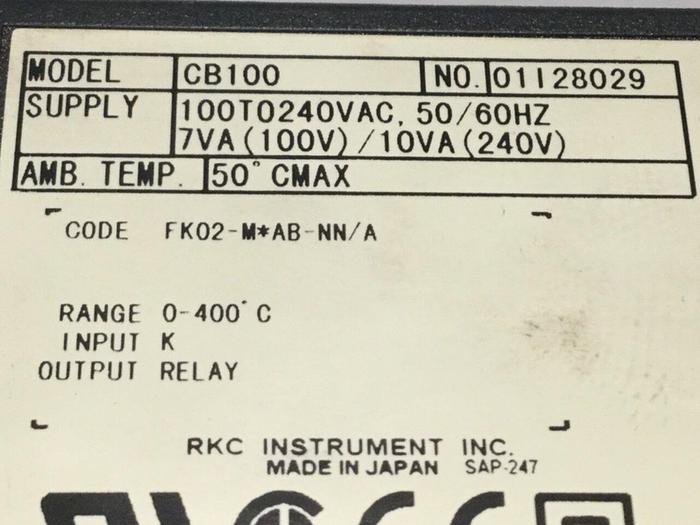 MODEL CB100 NO. 01I28029
SUPPLY 100TO240VAC, 50/60HZ
7VA(100V)/10VA(240V)
AMB. TEMP. 50°CMAX
CODE FK02-M*AB-NN/A
RANGE 0-400°C
INPUT K
OUTPUT RELAY
RKC INSTRUMENT INC.
MADE IN JAPAN SAP-247